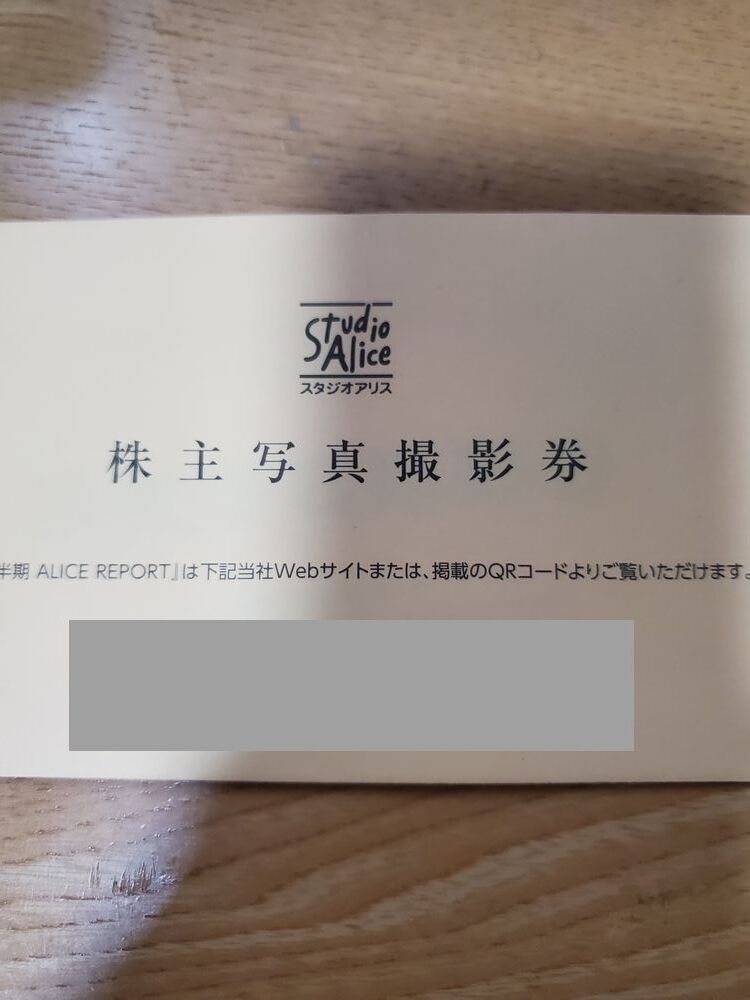 Studio
Alice
スタジオアリス
株主写真撮影券
半期 ALICE REPORT』は下記当社Webサイトまたは、掲載のQRコードよりご覧いただけます。